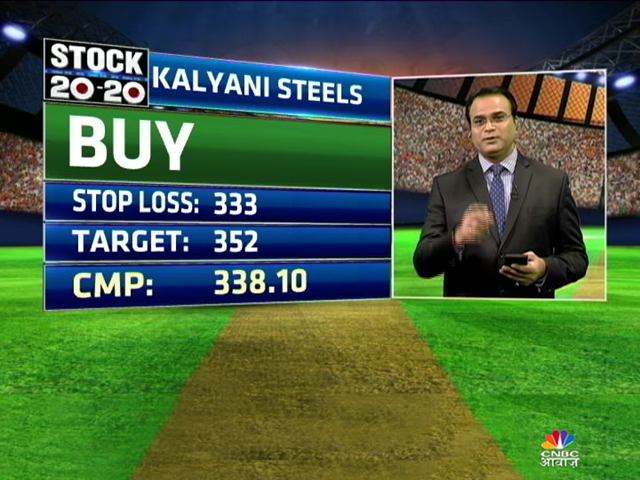 STOCK
20-20
KALYANI STEELS
BUY
STOP LOSS: 333
TARGET: 352
CMP: 338.10
CNBC
आवाज़